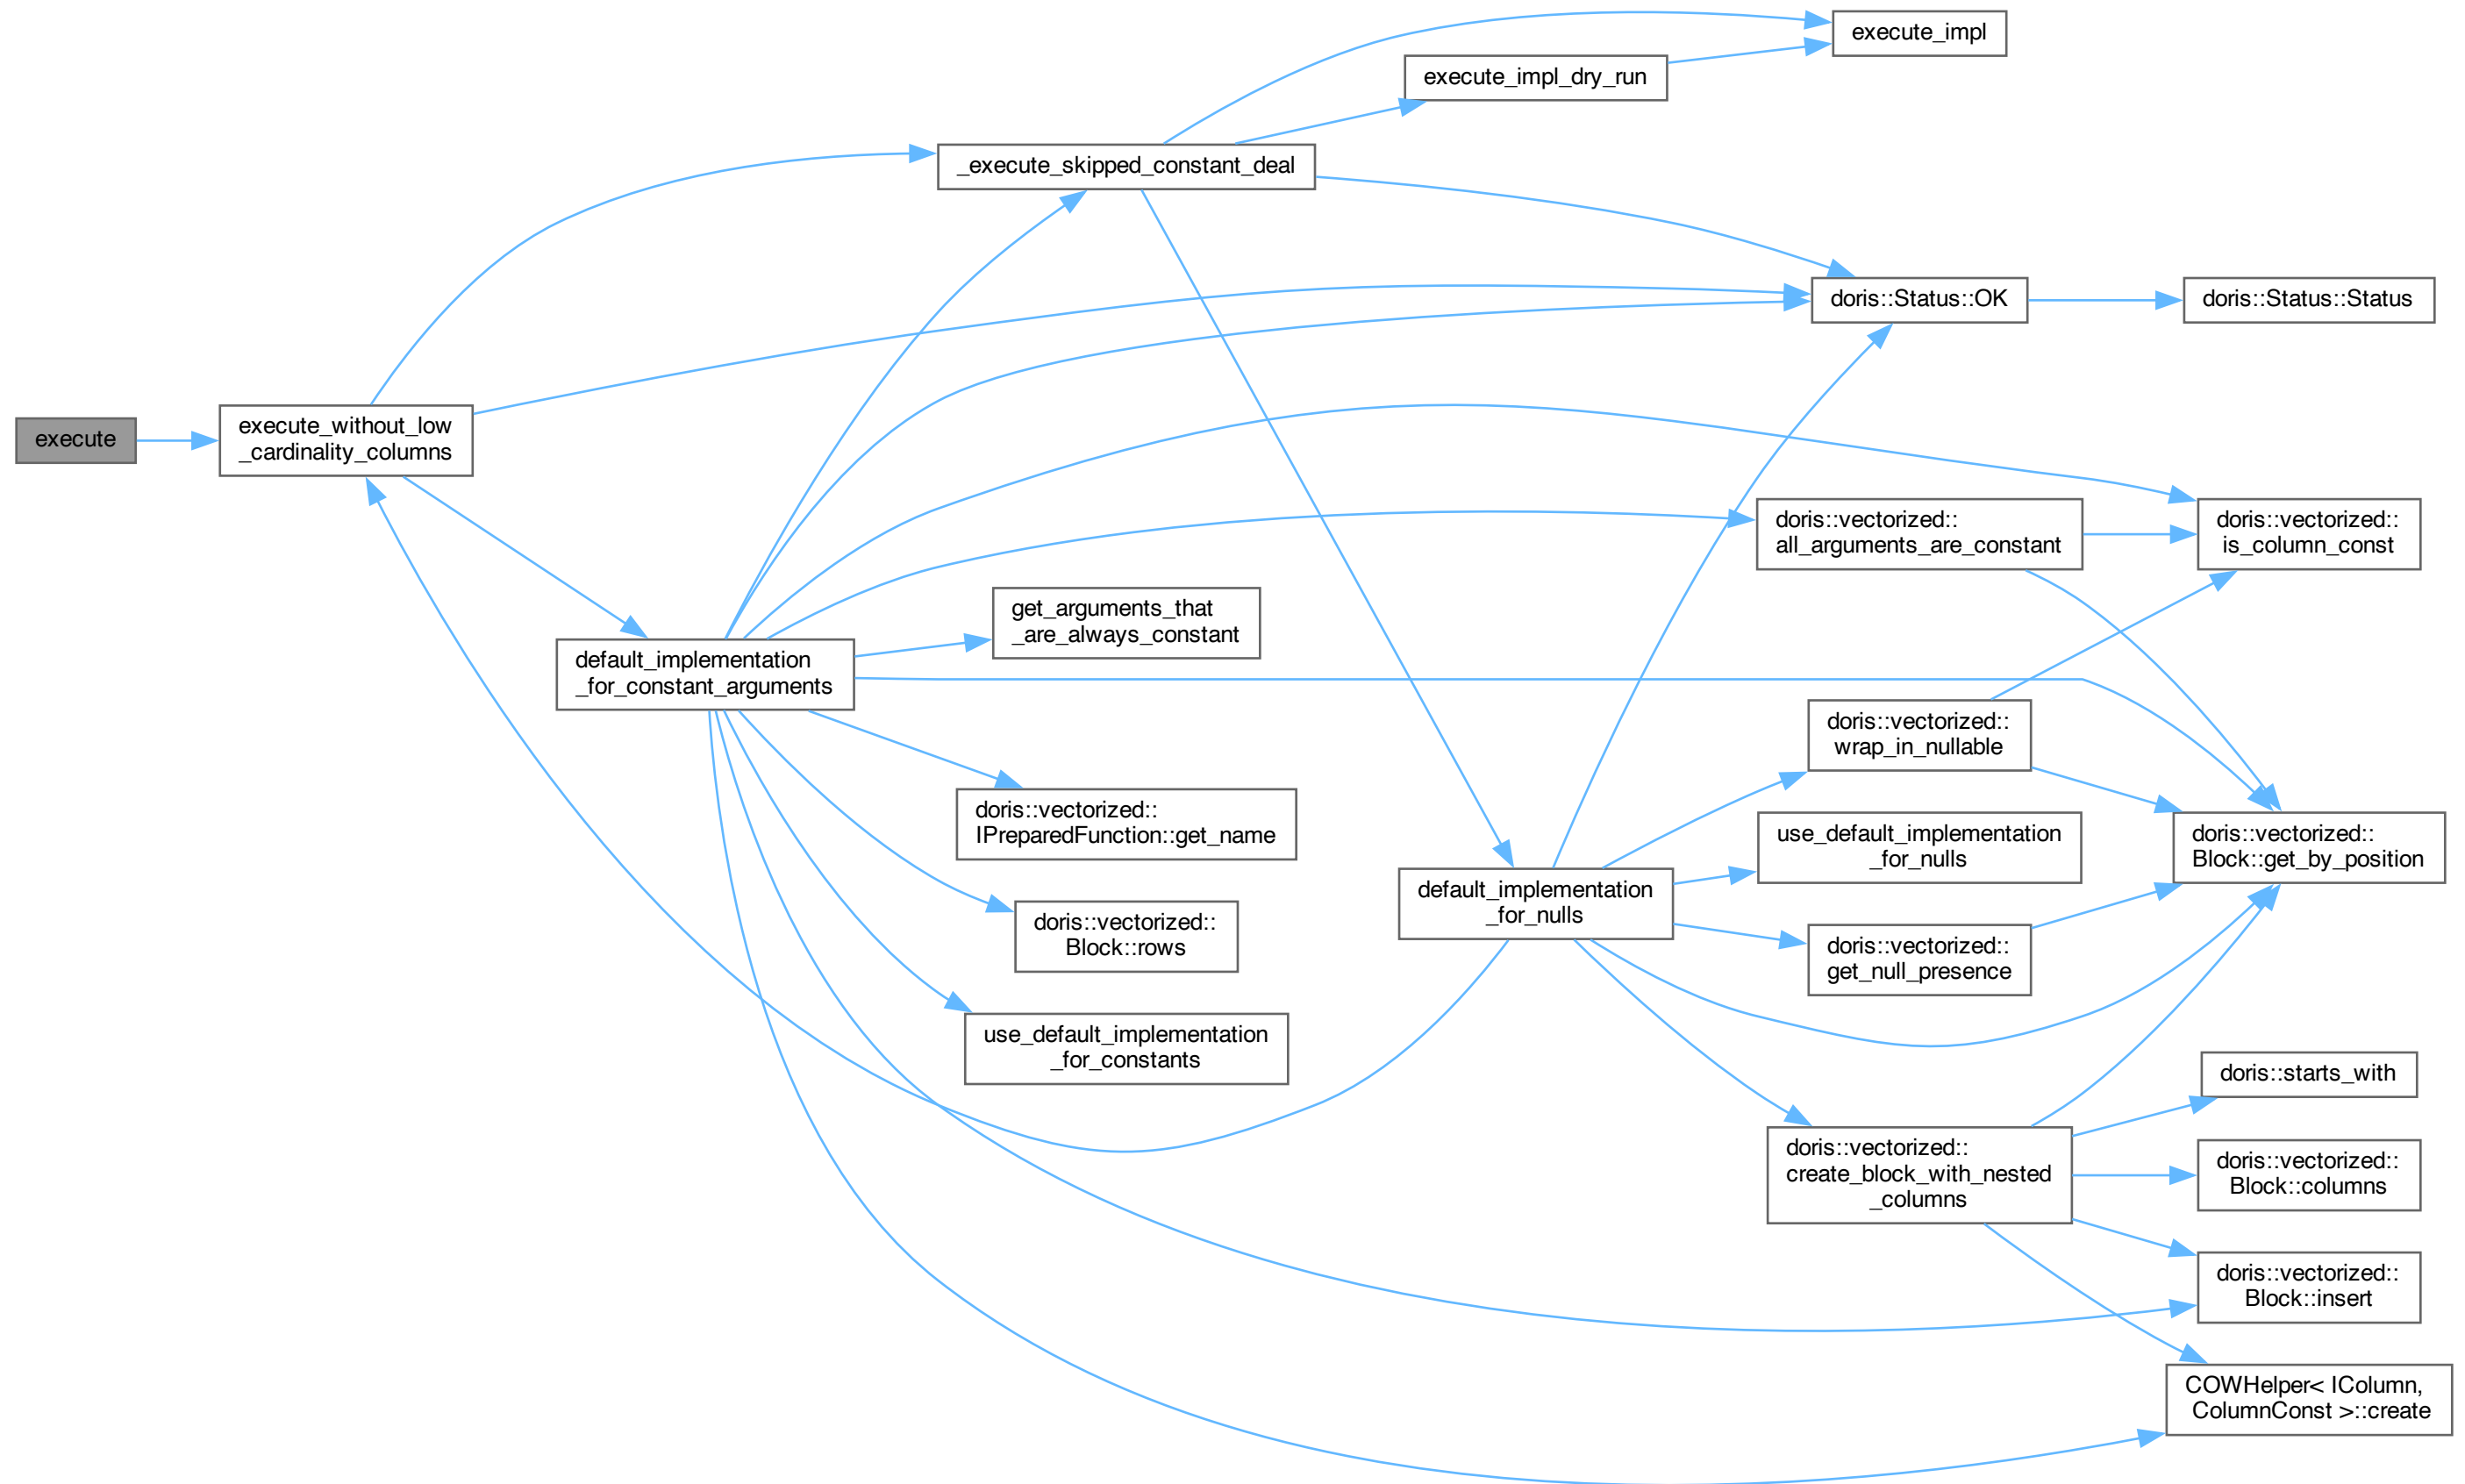 execute_impl
execute_impl_dry_run
_execute_skipped_constant_deal
doris::Status::OK
doris::Status::Status
execute
execute_without_low
_cardinality_columns
doris::vectorized::
all_arguments_are_constant
doris::vectorized::
is_column_const
get_arguments_that
_are_always_constant
default_implementation
_for_constant_arguments
doris::vectorized::
wrap_in_nullable
doris::vectorized::
IPreparedFunction::get_name
use_default_implementation
_for_nulls
doris::vectorized::
Block::get_by_position
default_implementation
_for_nulls
doris::vectorized::
Block::rows
doris::vectorized::
get_null_presence
use_default_implementation
_for_constants
doris::starts_with
doris::vectorized::
create_block_with_nested
_columns
doris::vectorized::
Block::columns
doris::vectorized::
Block::insert
COWHelper< IColumn,
ColumnConst >::create